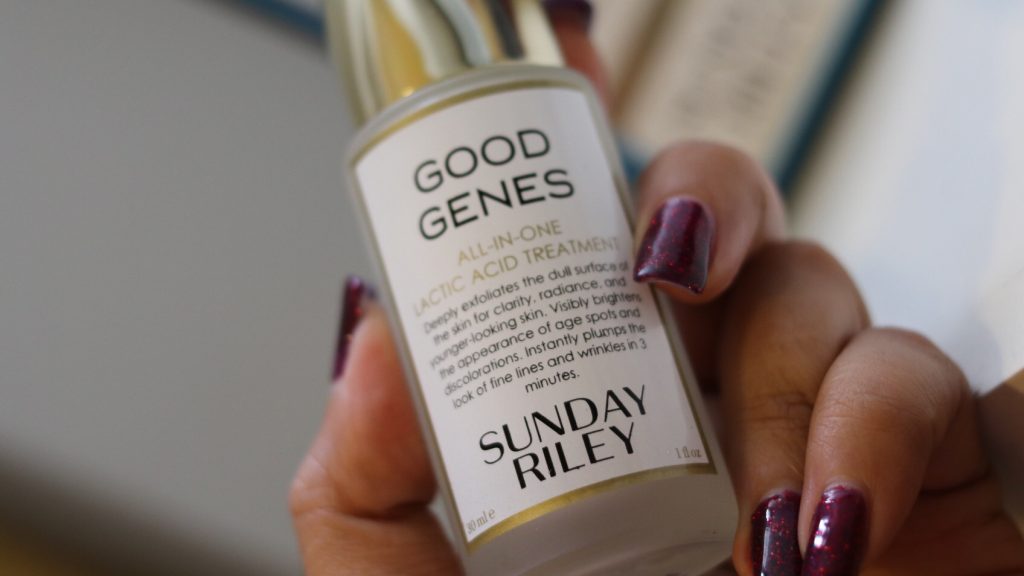 GOOD
GENES
ALL-IN-ONE
LACTIC ACID TREATMENT
Deeply exfoliates the dull surface of
the skin for clarity, radiance, and
younger-looking skin. Visibly brightens
the appearance of age spots and
discolorations. Instantly plumps the
look of fine lines and wrinkles in 3
minutes.
SUNDAY
RILEY
30 ml e
1 fl oz